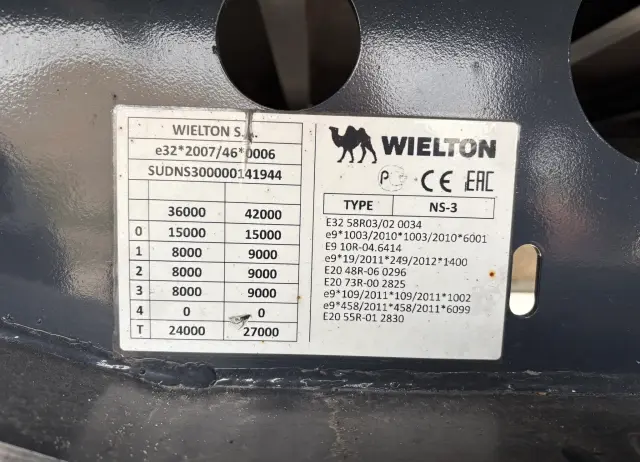 WIELTON S.A.
e32*2007/46*0006
SUDNS300000141944
36000 42000
0 15000 15000
1 8000 9000
2 8000 9000
3 8000 9000
4 0 0
T 24000 27000
WIELTON
CE EAC
TYPE NS-3
E32 58R03/02 0034
e9*1003/2010*1003/2010*6001
E9 10R-04.6414
e9*19/2011*249/2012*1400
E20 48R-06 0296
E20 73R-00 2825
e9*109/2011*109/2011*1002
e9*458/2011*458/2011*6099
E20 55R-01 2830